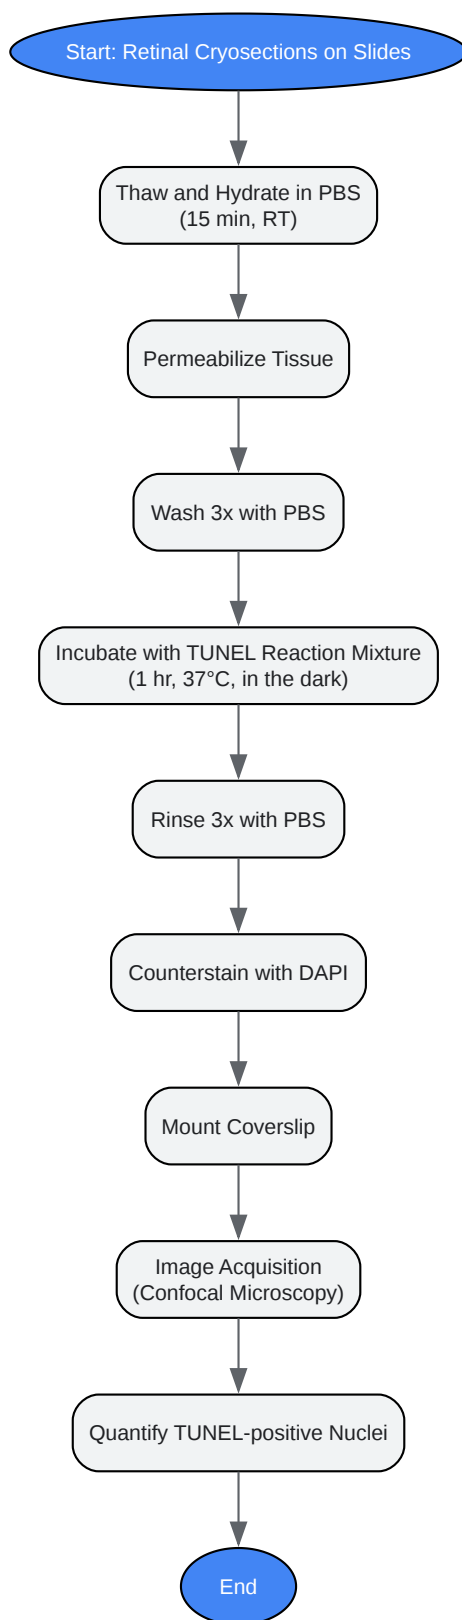 Start: Retinal Cryosections on Slides
Thaw and Hydrate in PBS
(15 min, RT)
Permeabilize Tissue
Wash 3x with PBS
Incubate with TUNEL Reaction Mixture
(1 hr, 37°C, in the dark)
Rinse 3x with PBS
Counterstain with DAPI
Mount Coverslip
Image Acquisition
(Confocal Microscopy)
Quantify TUNEL-positive Nuclei
End